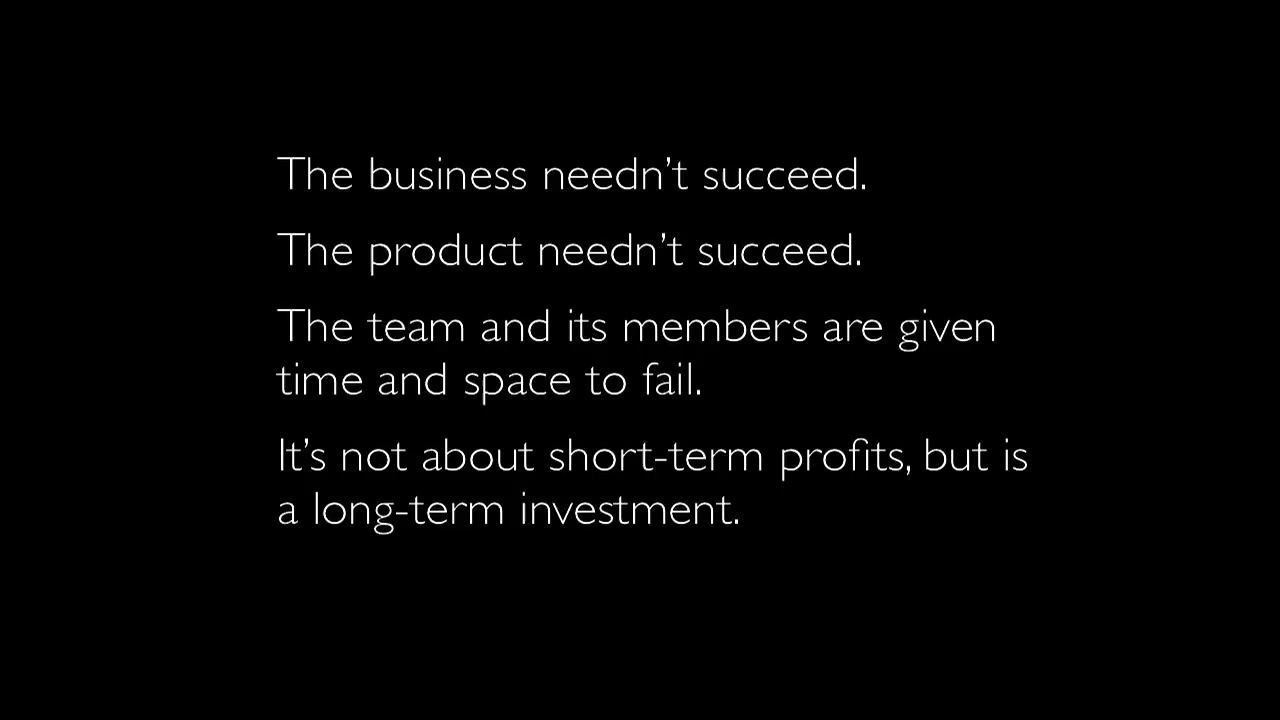 The business needn’t succeed.
The product needn’t succeed.
The team and its members are given
time and space to fail.
It’s not about short-term profits, but is
a long-term investment.